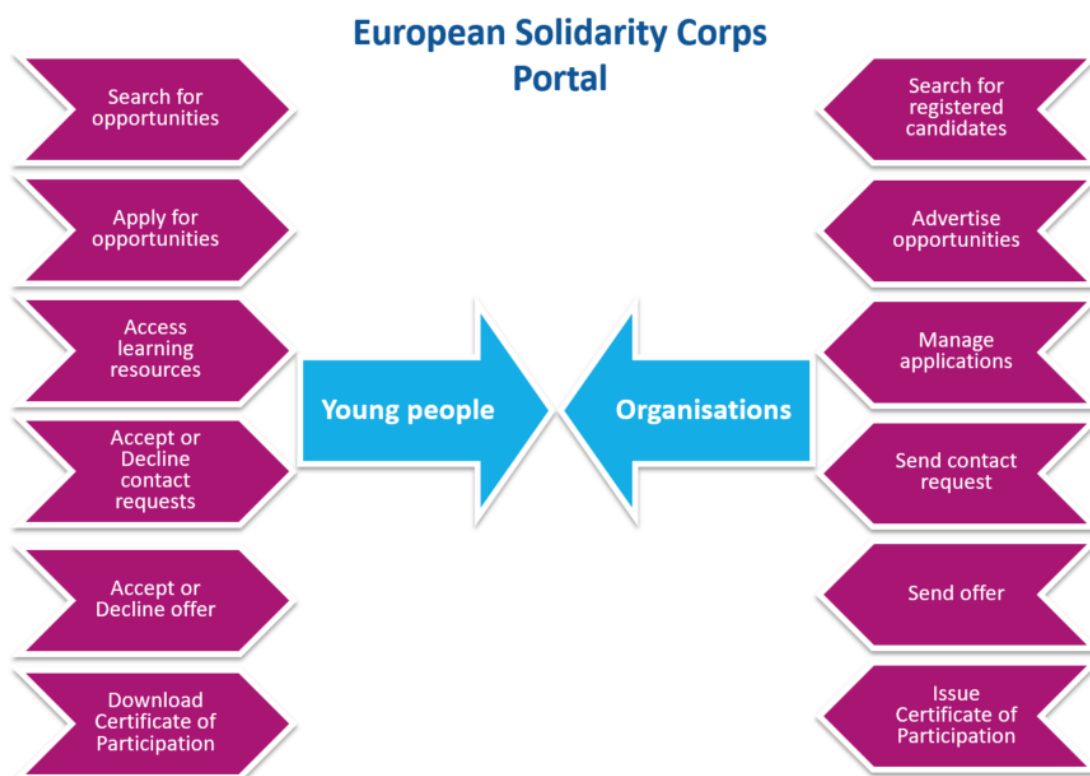 European Solidarity Corps
Portal
Search for
opportunities
Apply for
opportunities
Access
learning
resources
Accept or
Decline
contact
requests
Accept or
Decline offer
Download
Certificate of
Participation
Young people
Organisations
Search for
registered
candidates
Advertise
opportunities
Manage
applications
Send contact
request
Send offer
Issue
Certificate of
Participation